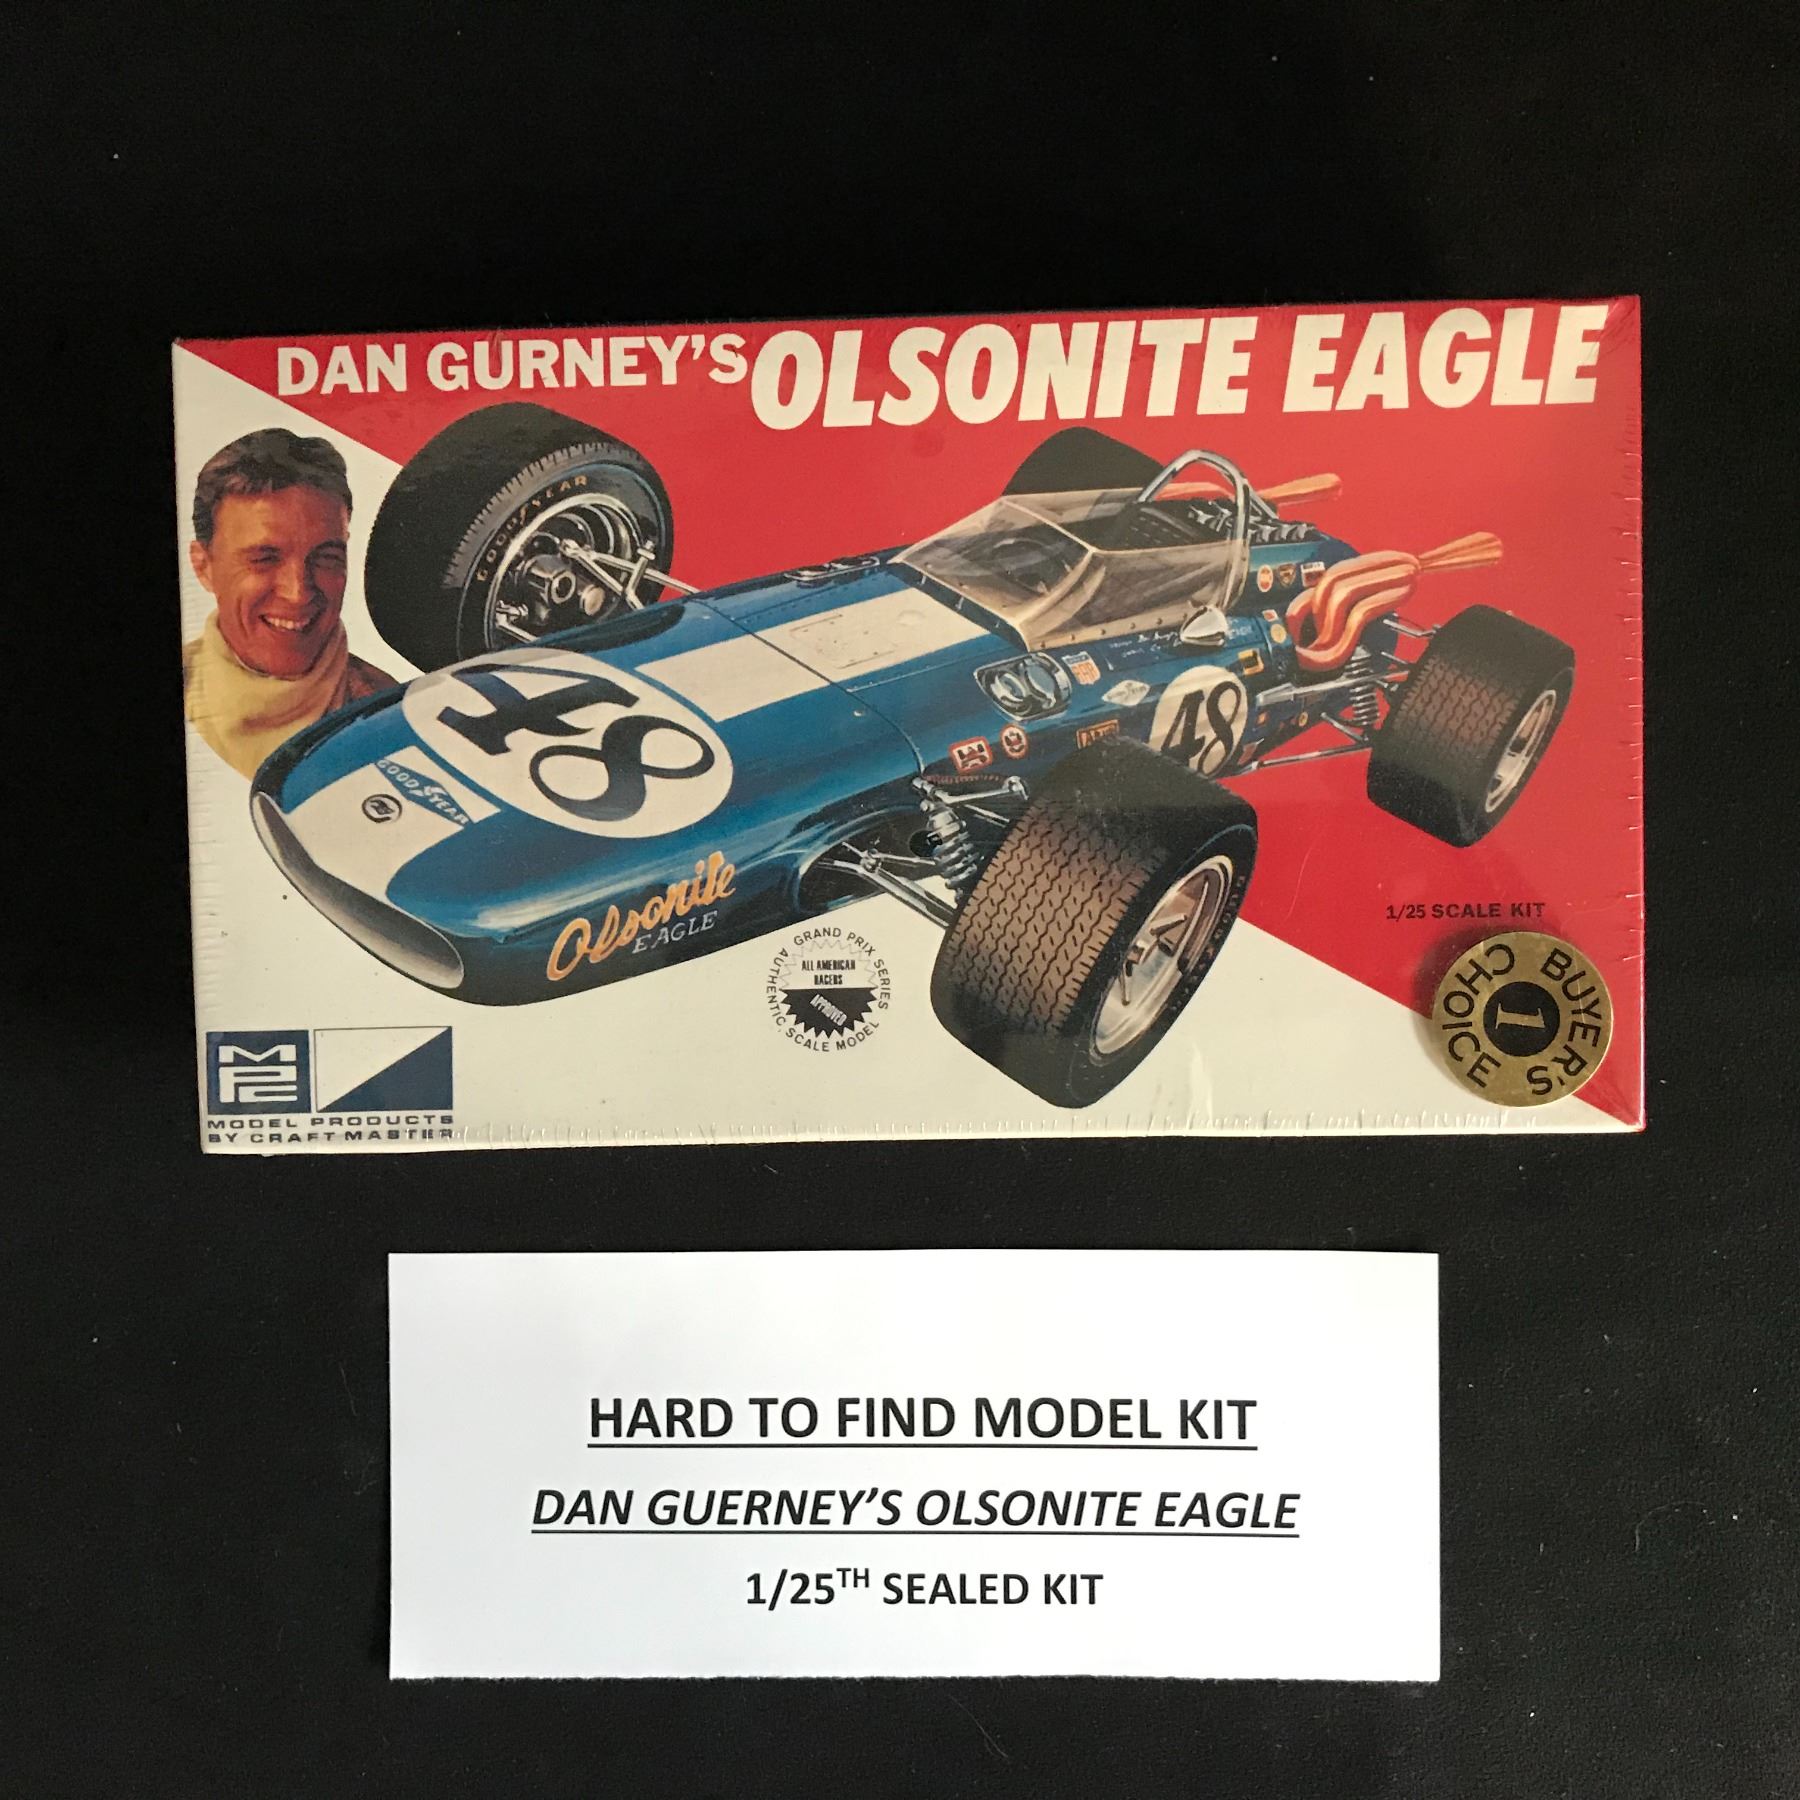 DAN GURNEY'S OLSONITE EAGLE
GOODYEAR
48
GOODYEAR
48
Olsonite
EAGLE
GRAND PRIX SERIES
ALL AMERICAN
RACERS
APPROVED
AUTHENTIC SCALE MODEL
1/25 SCALE KIT
BUYER'S
1
CHOICE
MPC
MODEL PRODUCTS
BY CRAFT MASTER
HARD TO FIND MODEL KIT
DAN GUERNEY'S OLSONITE EAGLE
1/25TH SEALED KIT